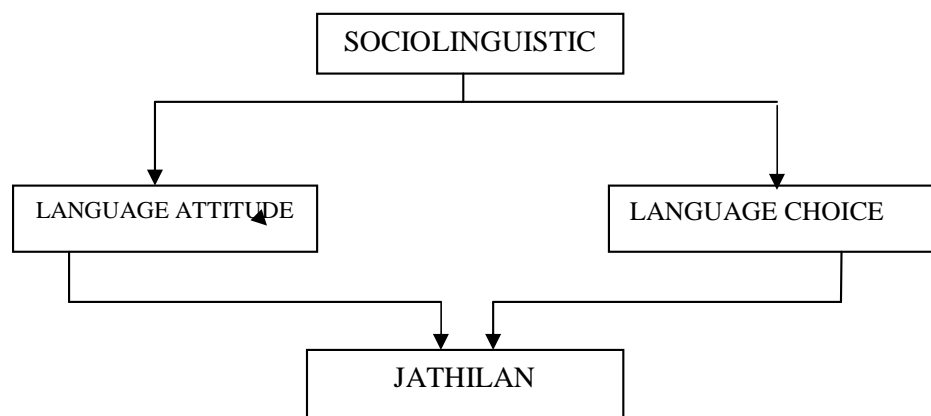 SOCIOLINGUISTIC
LANGUAGE ATTITUDE
LANGUAGE CHOICE
JATHILAN